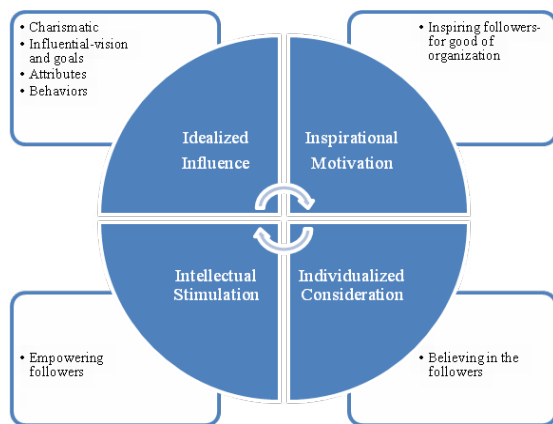 • Charismatic
• Influential-vision
and goals
• Attributes
• Behaviors
• Inspiring followers-
for good of
organization
Idealized
Influence
Inspirational
Motivation
Intellectual
Stimulation
Individualized
Consideration
• Empowering
followers
• Believing in the
followers